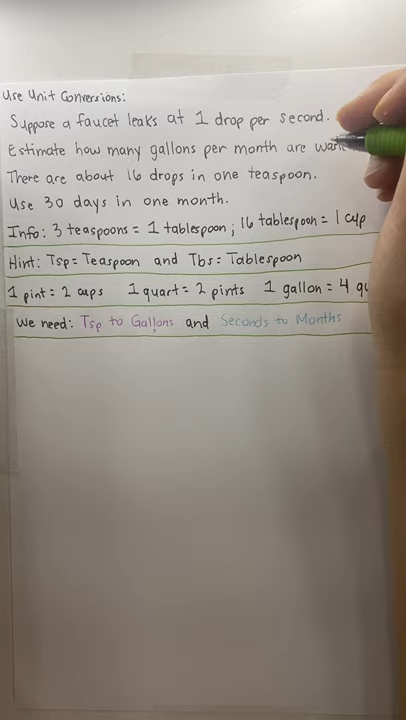 Use Unit Conversions:
Suppose a faucet leaks at 1 drop per second.
Estimate how many gallons per month are
There are about 16 drops in one teaspoon.
Use 30 days in one month.
Info: 3 teaspoons = 1 tablespoon; 16 tablespoon = 1 cup
Hint: Tsp = Teaspoon and Tbs = Tablespoon
1 pint = 2 cups 1 quart = 2 pints 1 gallon = 4
We need: Tsp to Gallons and Seconds to Months